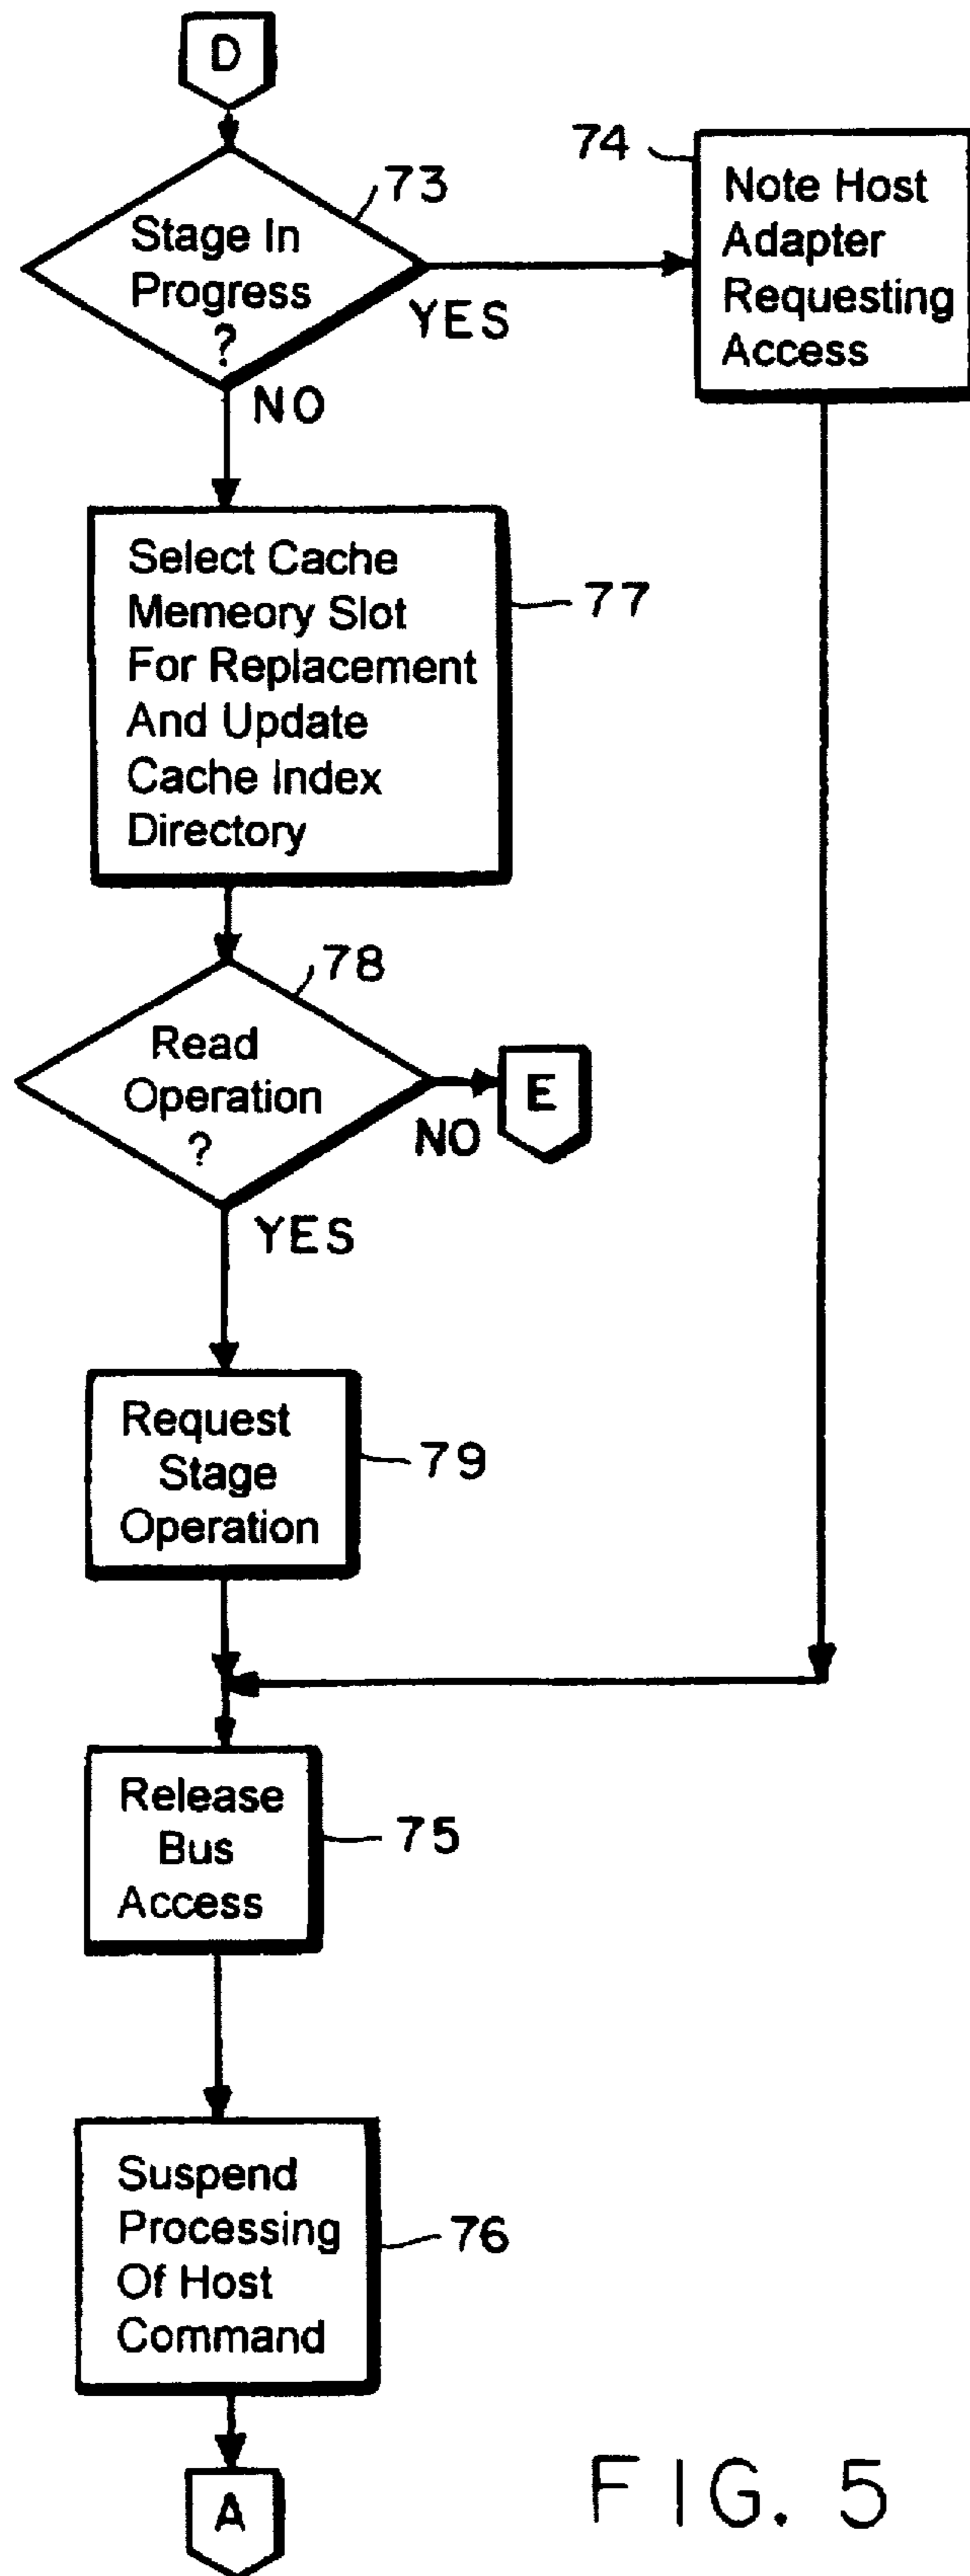 D
73
Stage In
Progress
?
YES
NO
74
Note Host
Adapter
Requesting
Access
Select Cache
Memeory Slot
For Replacement
And Update
Cache Index
Directory
77
78
Read
Operation
?
NO
E
YES
Request
Stage
Operation
79
Release
Bus
Access
75
Suspend
Processing
Of Host
Command
76
A
FIG. 5